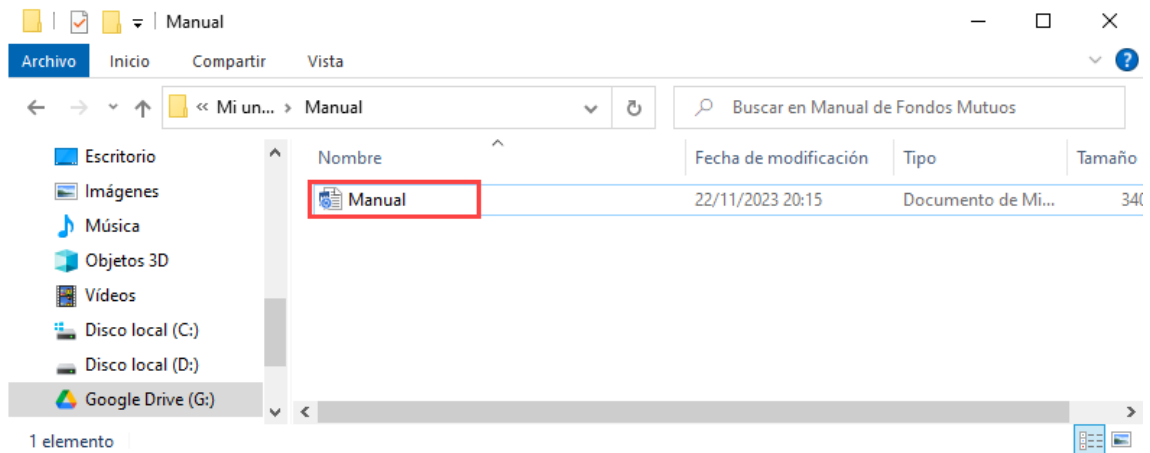 Manual
Archivo Inicio Compartir Vista
« Mi un... > Manual Buscar en Manual de Fondos Mutuos
Escritorio
Imágenes
Música
Objetos 3D
Vídeos
Disco local (C:)
Disco local (D:)
Google Drive (G:)
Nombre Fecha de modificación Tipo Tamaño
Manual 22/11/2023 20:15 Documento de Mi... 340
1 elemento